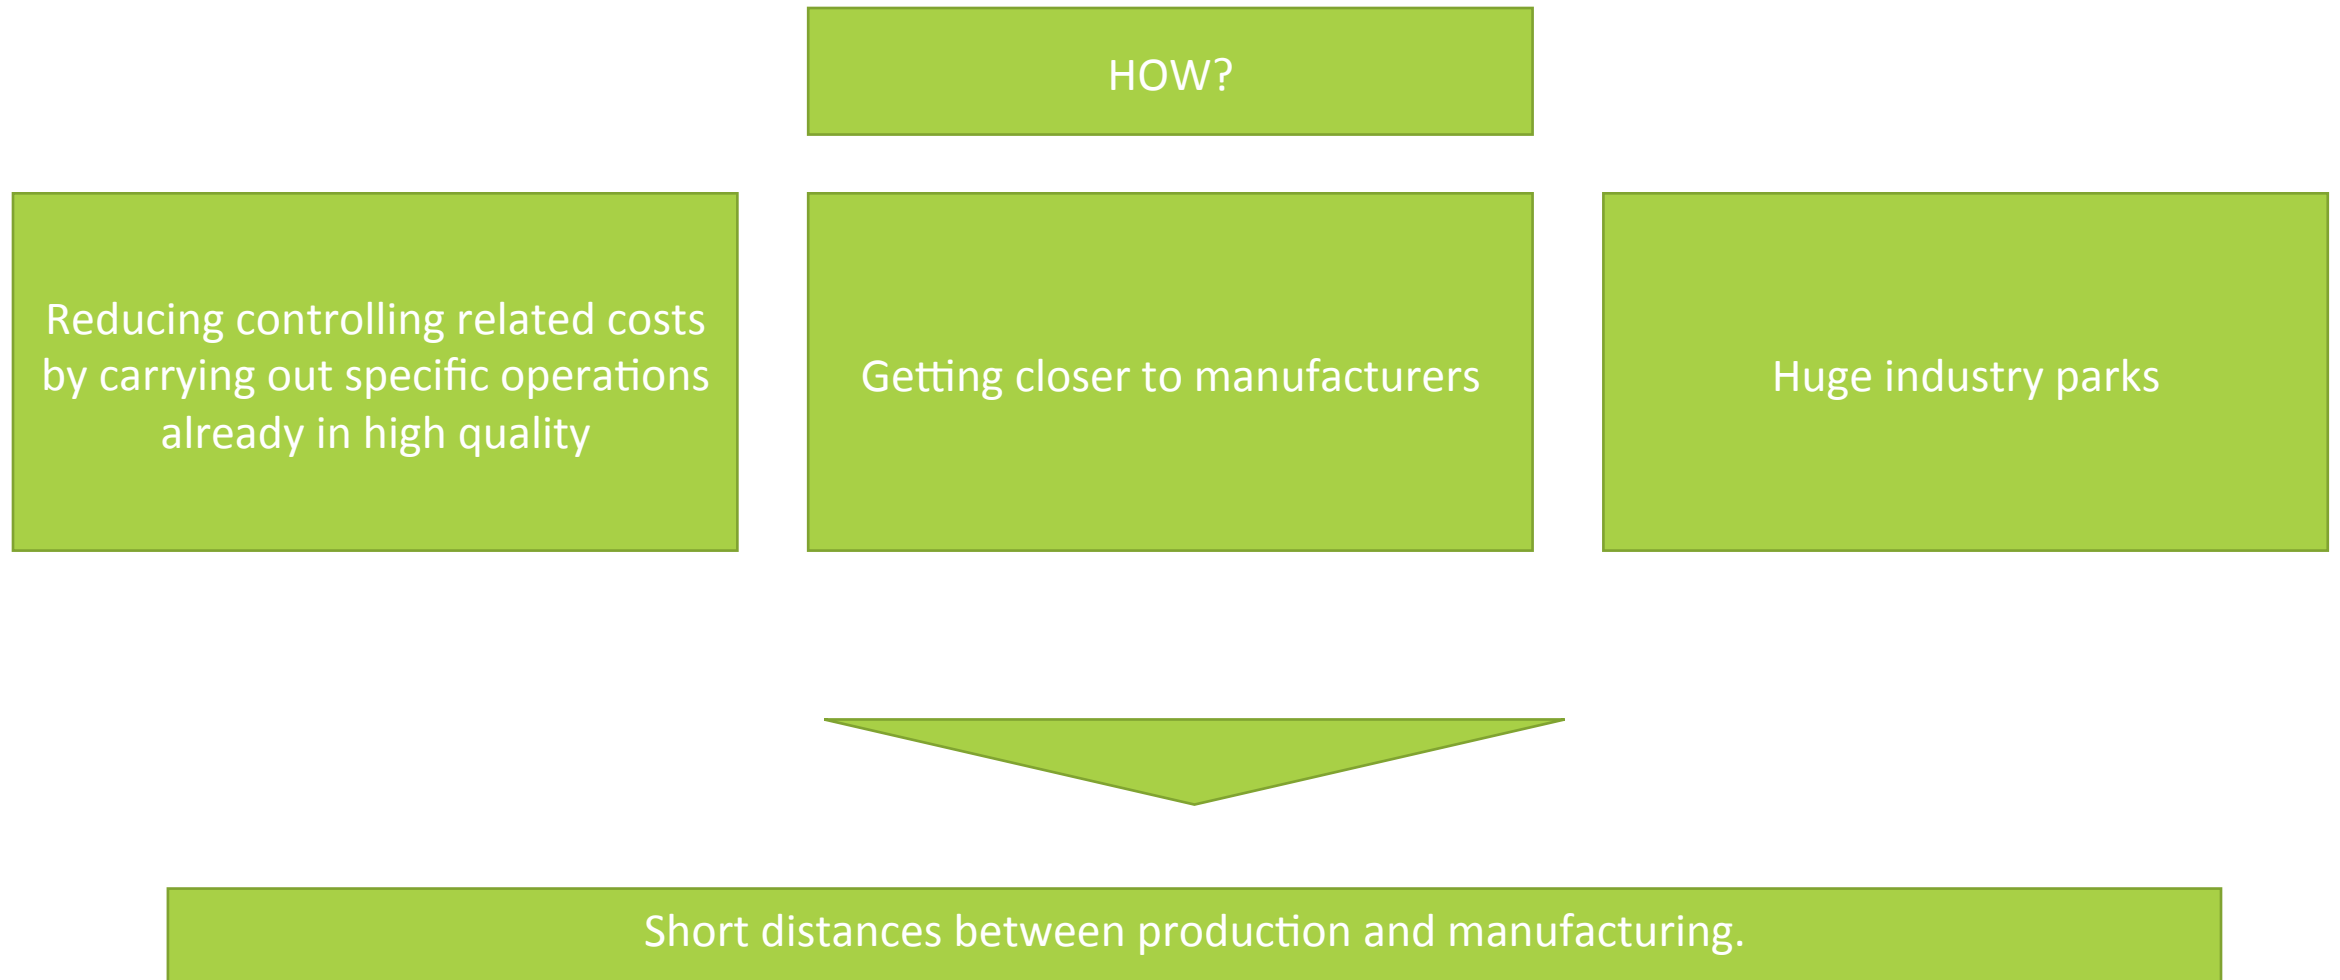 HOW?
Reducing controlling related costs
by carrying out specific operations
already in high quality
Getting closer to manufacturers
Huge industry parks
Short distances between production and manufacturing.